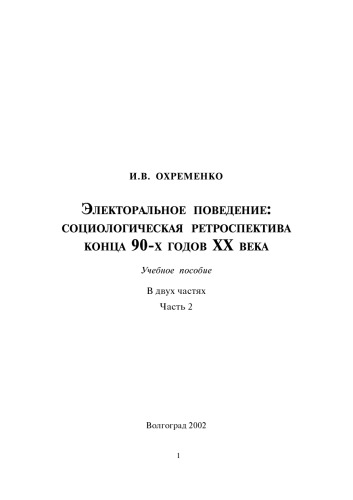 И.В. ОХРЕМЕНКО
ЭЛЕКТОРАЛЬНОЕ ПОВЕДЕНИЕ:
СОЦИОЛОГИЧЕСКАЯ РЕТРОСПЕКТИВА
КОНЦА 90-Х ГОДОВ XX ВЕКА
Учебное пособие
В двух частях
Часть 2
Волгоград 2002
1